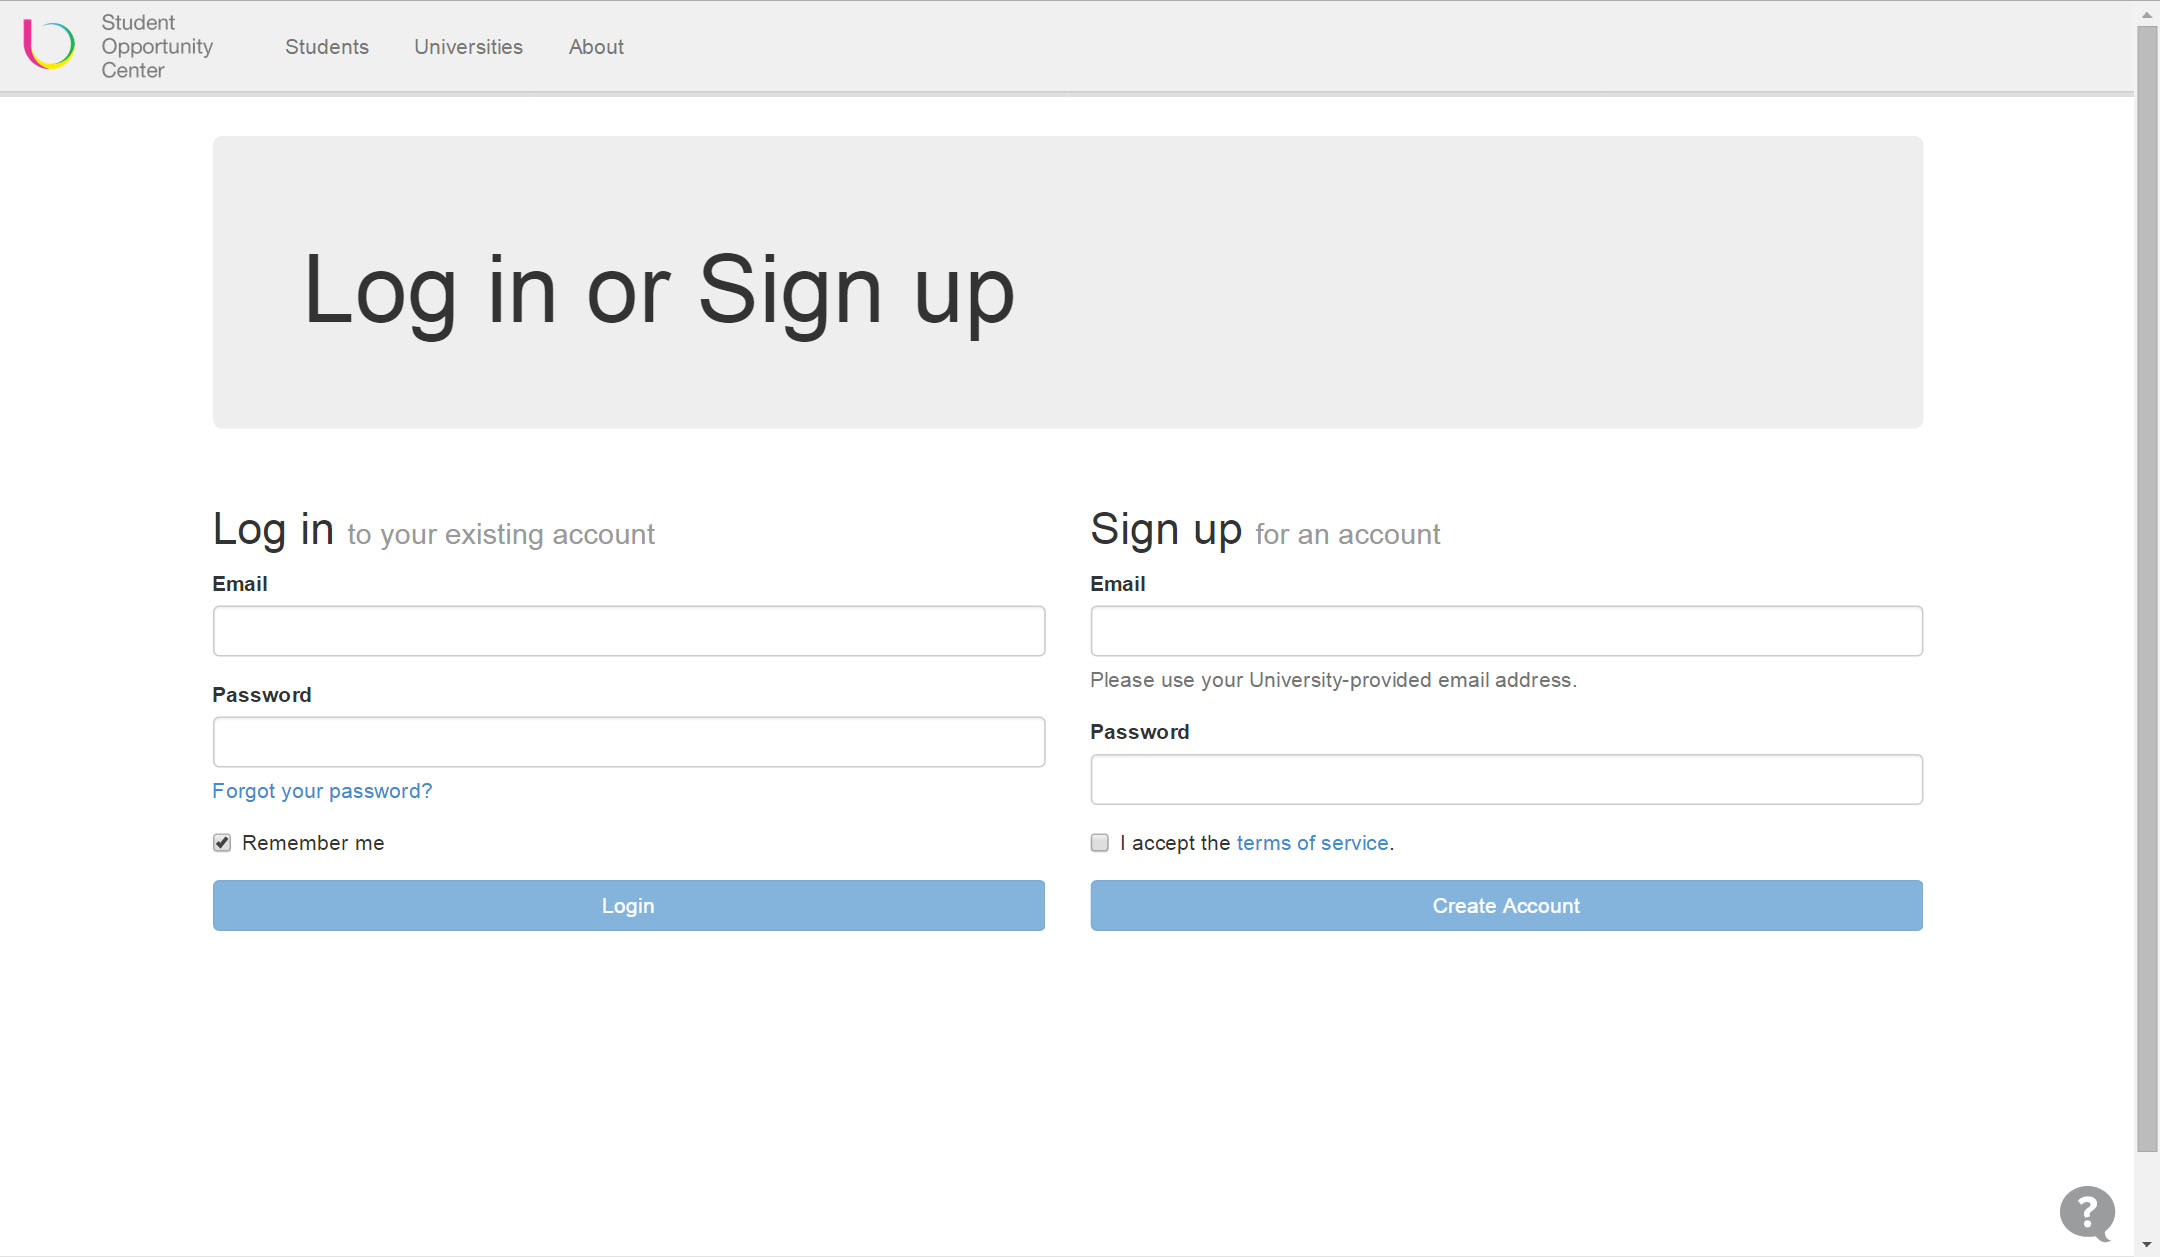 Student
Opportunity
Center
Students
Universities
About
Log in or Sign up
Log in to your existing account
Email
Password
Forgot your password?
Remember me
Login
Sign up for an account
Email
Please use your University-provided email address.
Password
I accept the terms of service.
Create Account
?